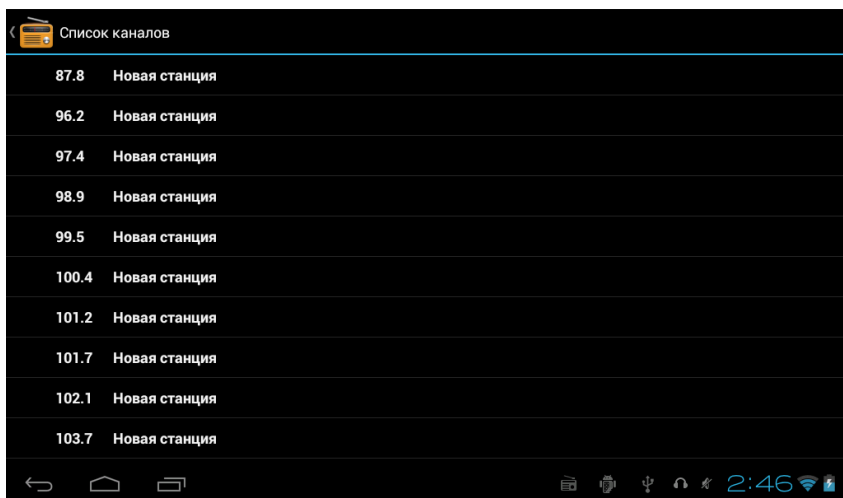 Список каналов
87.8 Новая станция
96.2 Новая станция
97.4 Новая станция
98.9 Новая станция
99.5 Новая станция
100.4 Новая станция
101.2 Новая станция
101.7 Новая станция
102.1 Новая станция
103.7 Новая станция
2:46